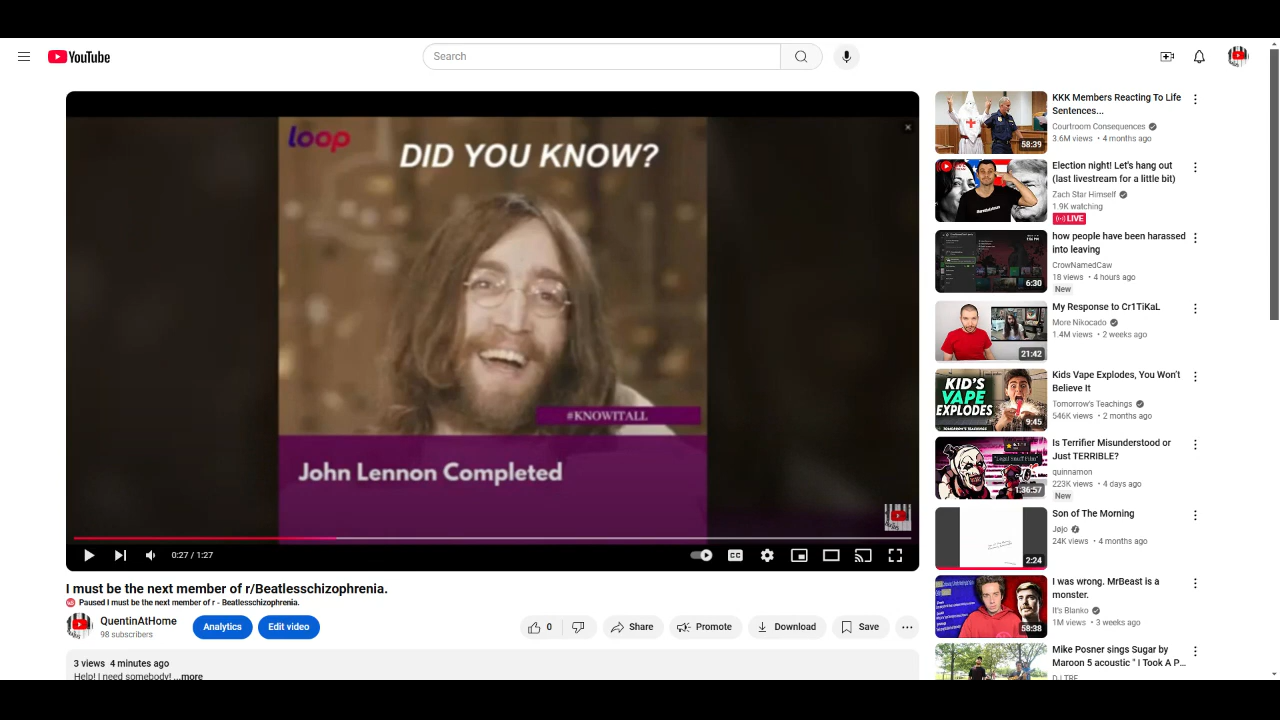 YouTube
Search
loop
DID YOU KNOW?
#KNOWITALL
John Lennon Completed
0:27 / 1:27
CC
I must be the next member of r/Beatlesschizophrenia.
Paused I must be the next member of r - Beatlesschizophrenia.
QuentinAtHome
98 subscribers
Analytics
Edit video
0
Share
Promote
Download
Save
3 views 4 minutes ago
Help! I need somebody! ...more
58:39
KKK Members Reacting To Life
Sentences...
Courtroom Consequences
3.6M views • 4 months ago
Election night! Let's hang out
(last livestream for a little bit)
Zach Star Himself
1.9K watching
LIVE
6:30
how people have been harassed
into leaving
CrowNamedCaw
18 views • 4 hours ago
New
21:42
My Response to Cr1TiKaL
More Nikocado
1.4M views • 2 weeks ago
KID'S
VAPE
EXPLODES
9:45
Kids Vape Explodes, You Won't
Believe It
Tomorrow's Teachings
546K views • 2 months ago
1:36:57
Is Terrifier Misunderstood or
Just TERRIBLE?
quinnamon
223K views • 4 days ago
New
2:24
Son of The Morning
Jojo
24K views • 4 months ago
58:38
I was wrong. MrBeast is a
monster.
It's Blanko
1M views • 3 weeks ago
Mike Posner sings Sugar by
Maroon 5 acoustic " I Took A P...
DJ TRE